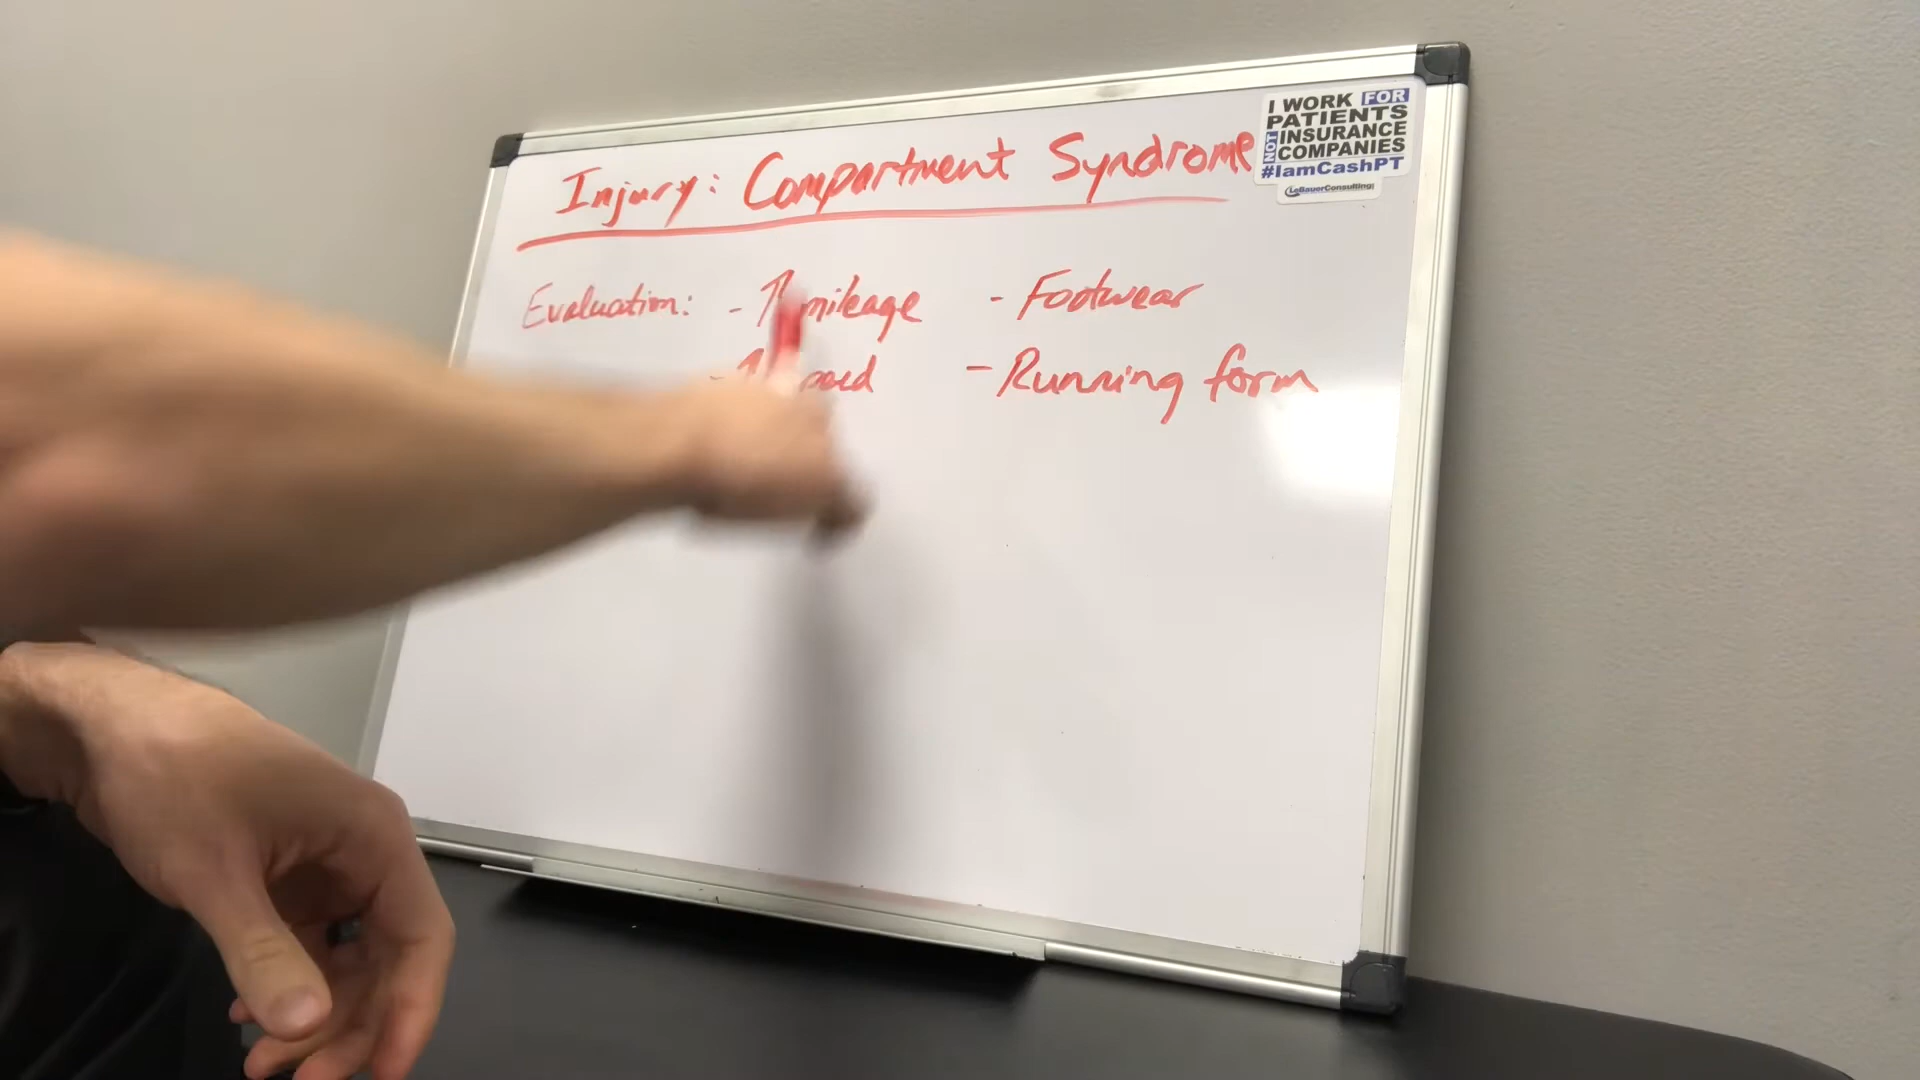 Injury: Compartment Syndrome
Evaluation: - ↑ mileage - Footwear
- Running form
I WORK FOR
PATIENTS
NOT INSURANCE
COMPANIES
#IamCashPT
LeBauerConsulting